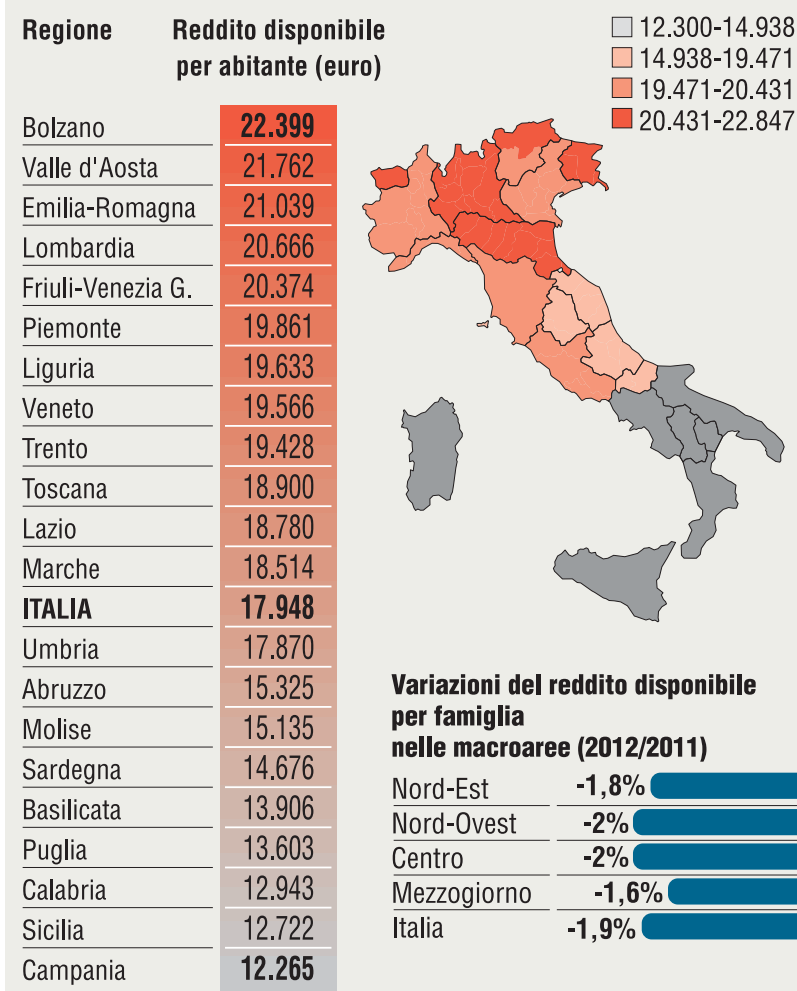 Regione Reddito disponibile
per abitante (euro)
Bolzano 22.399
Valle d'Aosta 21.762
Emilia-Romagna 21.039
Lombardia 20.666
Friuli-Venezia G. 20.374
Piemonte 19.861
Liguria 19.633
Veneto 19.566
Trento 19.428
Toscana 18.900
Lazio 18.780
Marche 18.514
ITALIA 17.948
Umbria 17.870
Abruzzo 15.325
Molise 15.135
Sardegna 14.676
Basilicata 13.906
Puglia 13.603
Calabria 12.943
Sicilia 12.722
Campania 12.265
12.300-14.938
14.938-19.471
19.471-20.431
20.431-22.847
Variazioni del reddito disponibile
per famiglia
nelle macroaree (2012/2011)
Nord-Est -1,8%
Nord-Ovest -2%
Centro -2%
Mezzogiorno -1,6%
Italia -1,9%